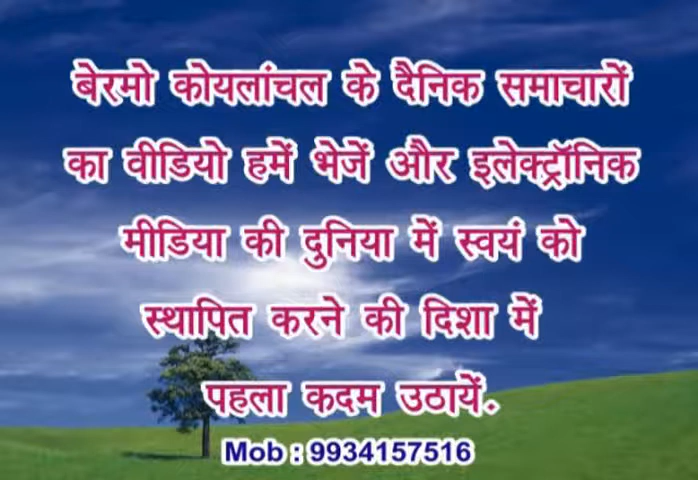 बेरमो कोयलांचल के दैनिक समाचारों
का वीडियो हमें भेजें और इलेक्ट्रॉनिक
मीडिया की दुनिया में स्वयं को
स्थापित करने की दिशा में
पहला कदम उठायें.
Mob : 9934157516